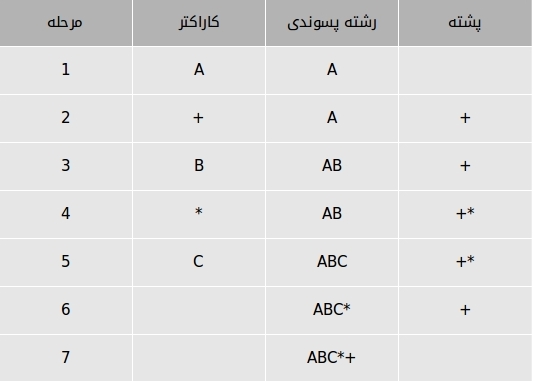 مرحله کاراکتر رشته پسوندی پشته
1 A A
2 + A +
3 B AB +
4 * AB +*
5 C ABC +*
6 ABC* +
7 ABC*+